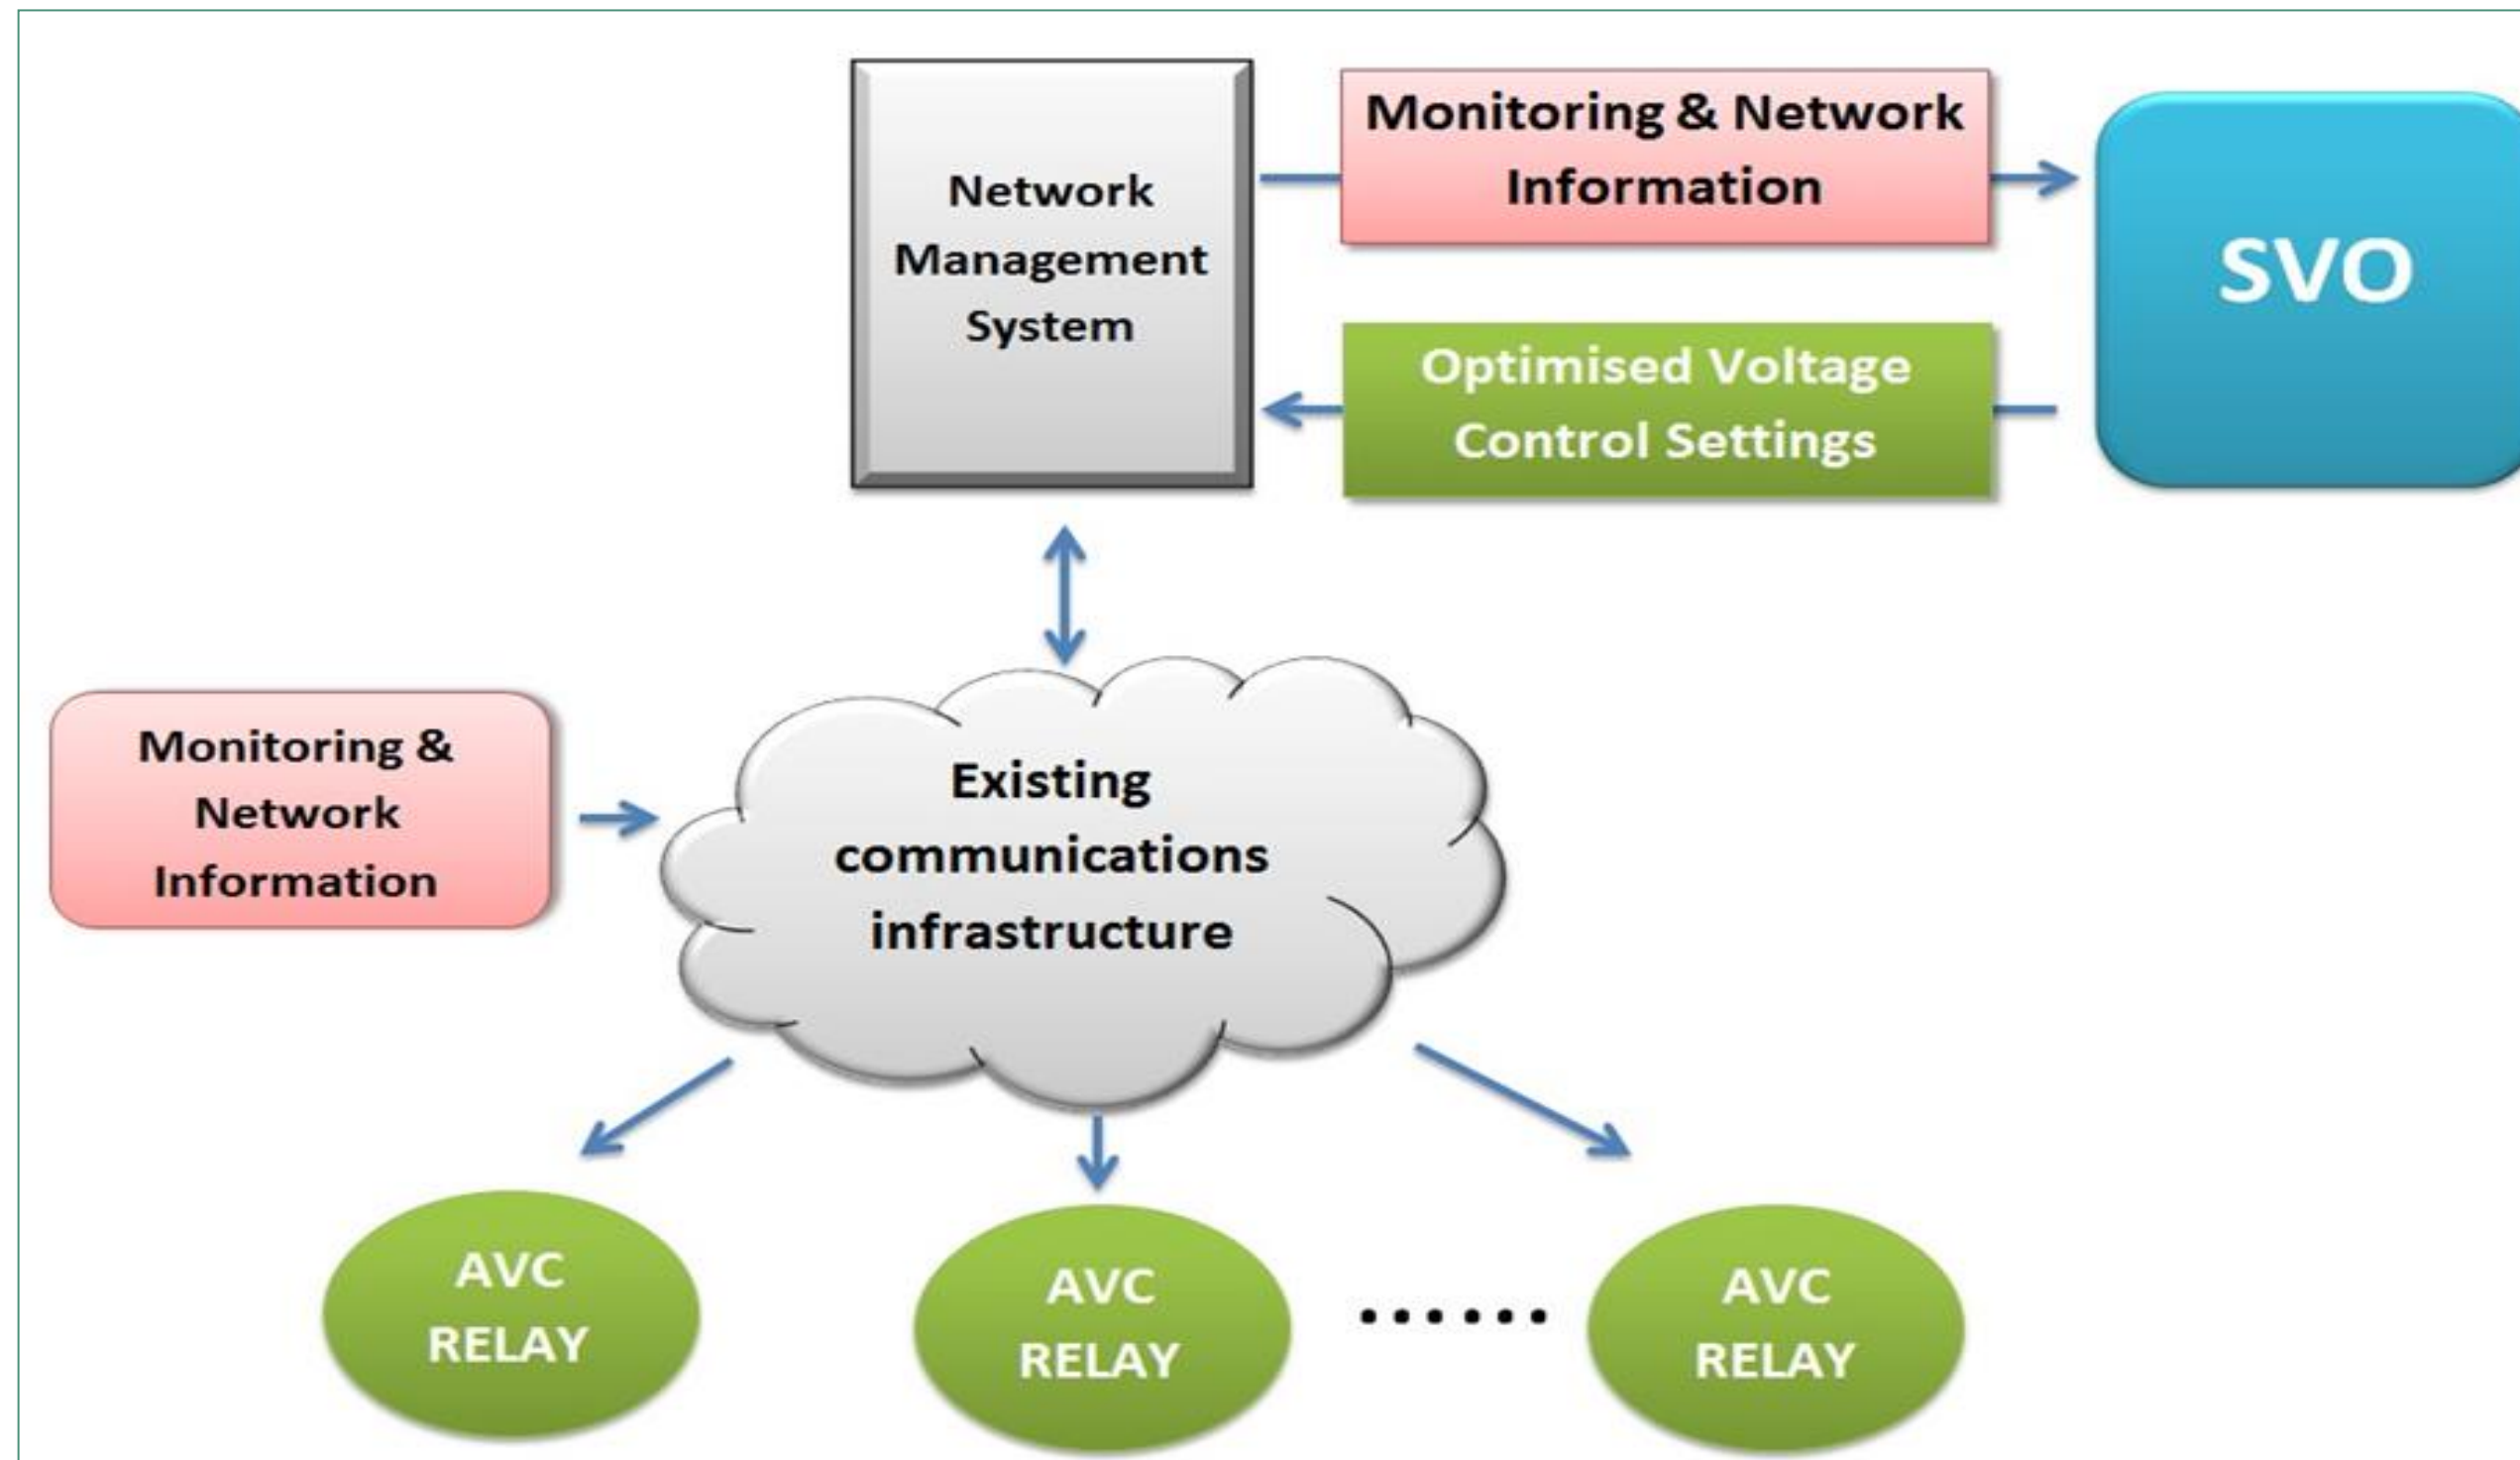 Network
Management
System
Monitoring & Network
Information
SVO
Optimised Voltage
Control Settings
Monitoring &
Network
Information
Existing
communications
infrastructure
AVC
RELAY
AVC
RELAY
......
AVC
RELAY